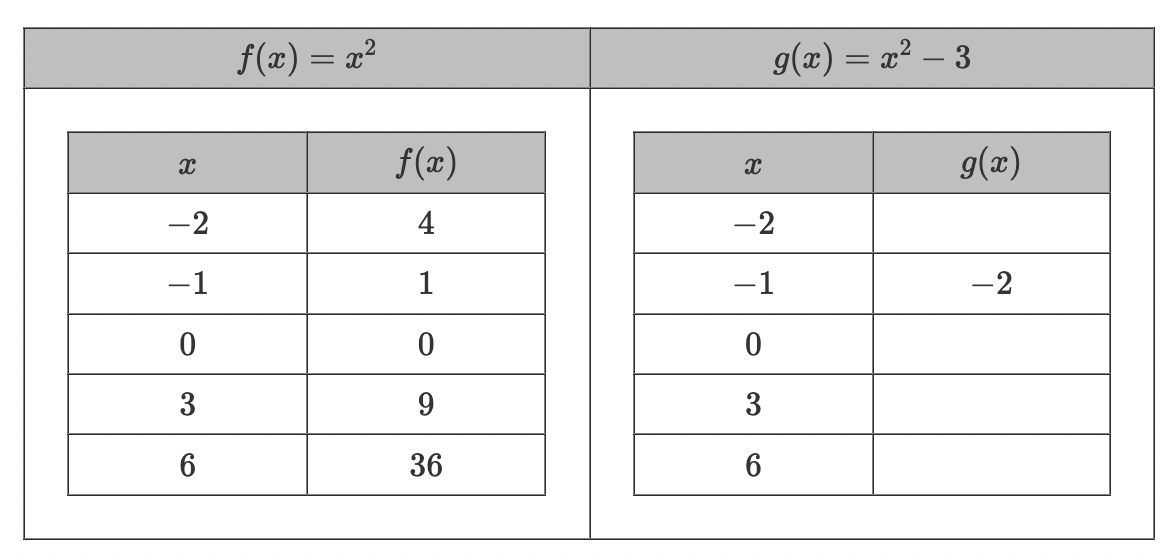 f(x) = x² g(x) = x² − 3
x f(x) x g(x)
−2 4 −2
−1 1 −1 −2
0 0 0
3 9 3
6 36 6